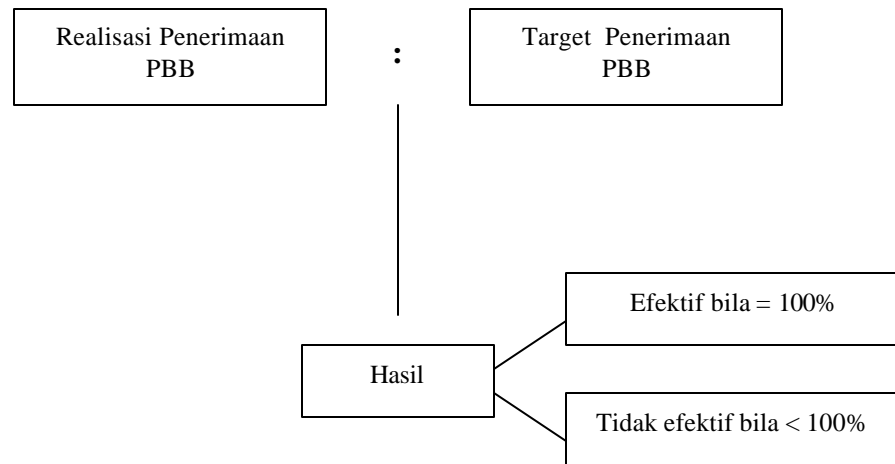 Realisasi Penerimaan
PBB
:
Target Penerimaan
PBB
Efektif bila = 100%
Hasil
Tidak efektif bila < 100%